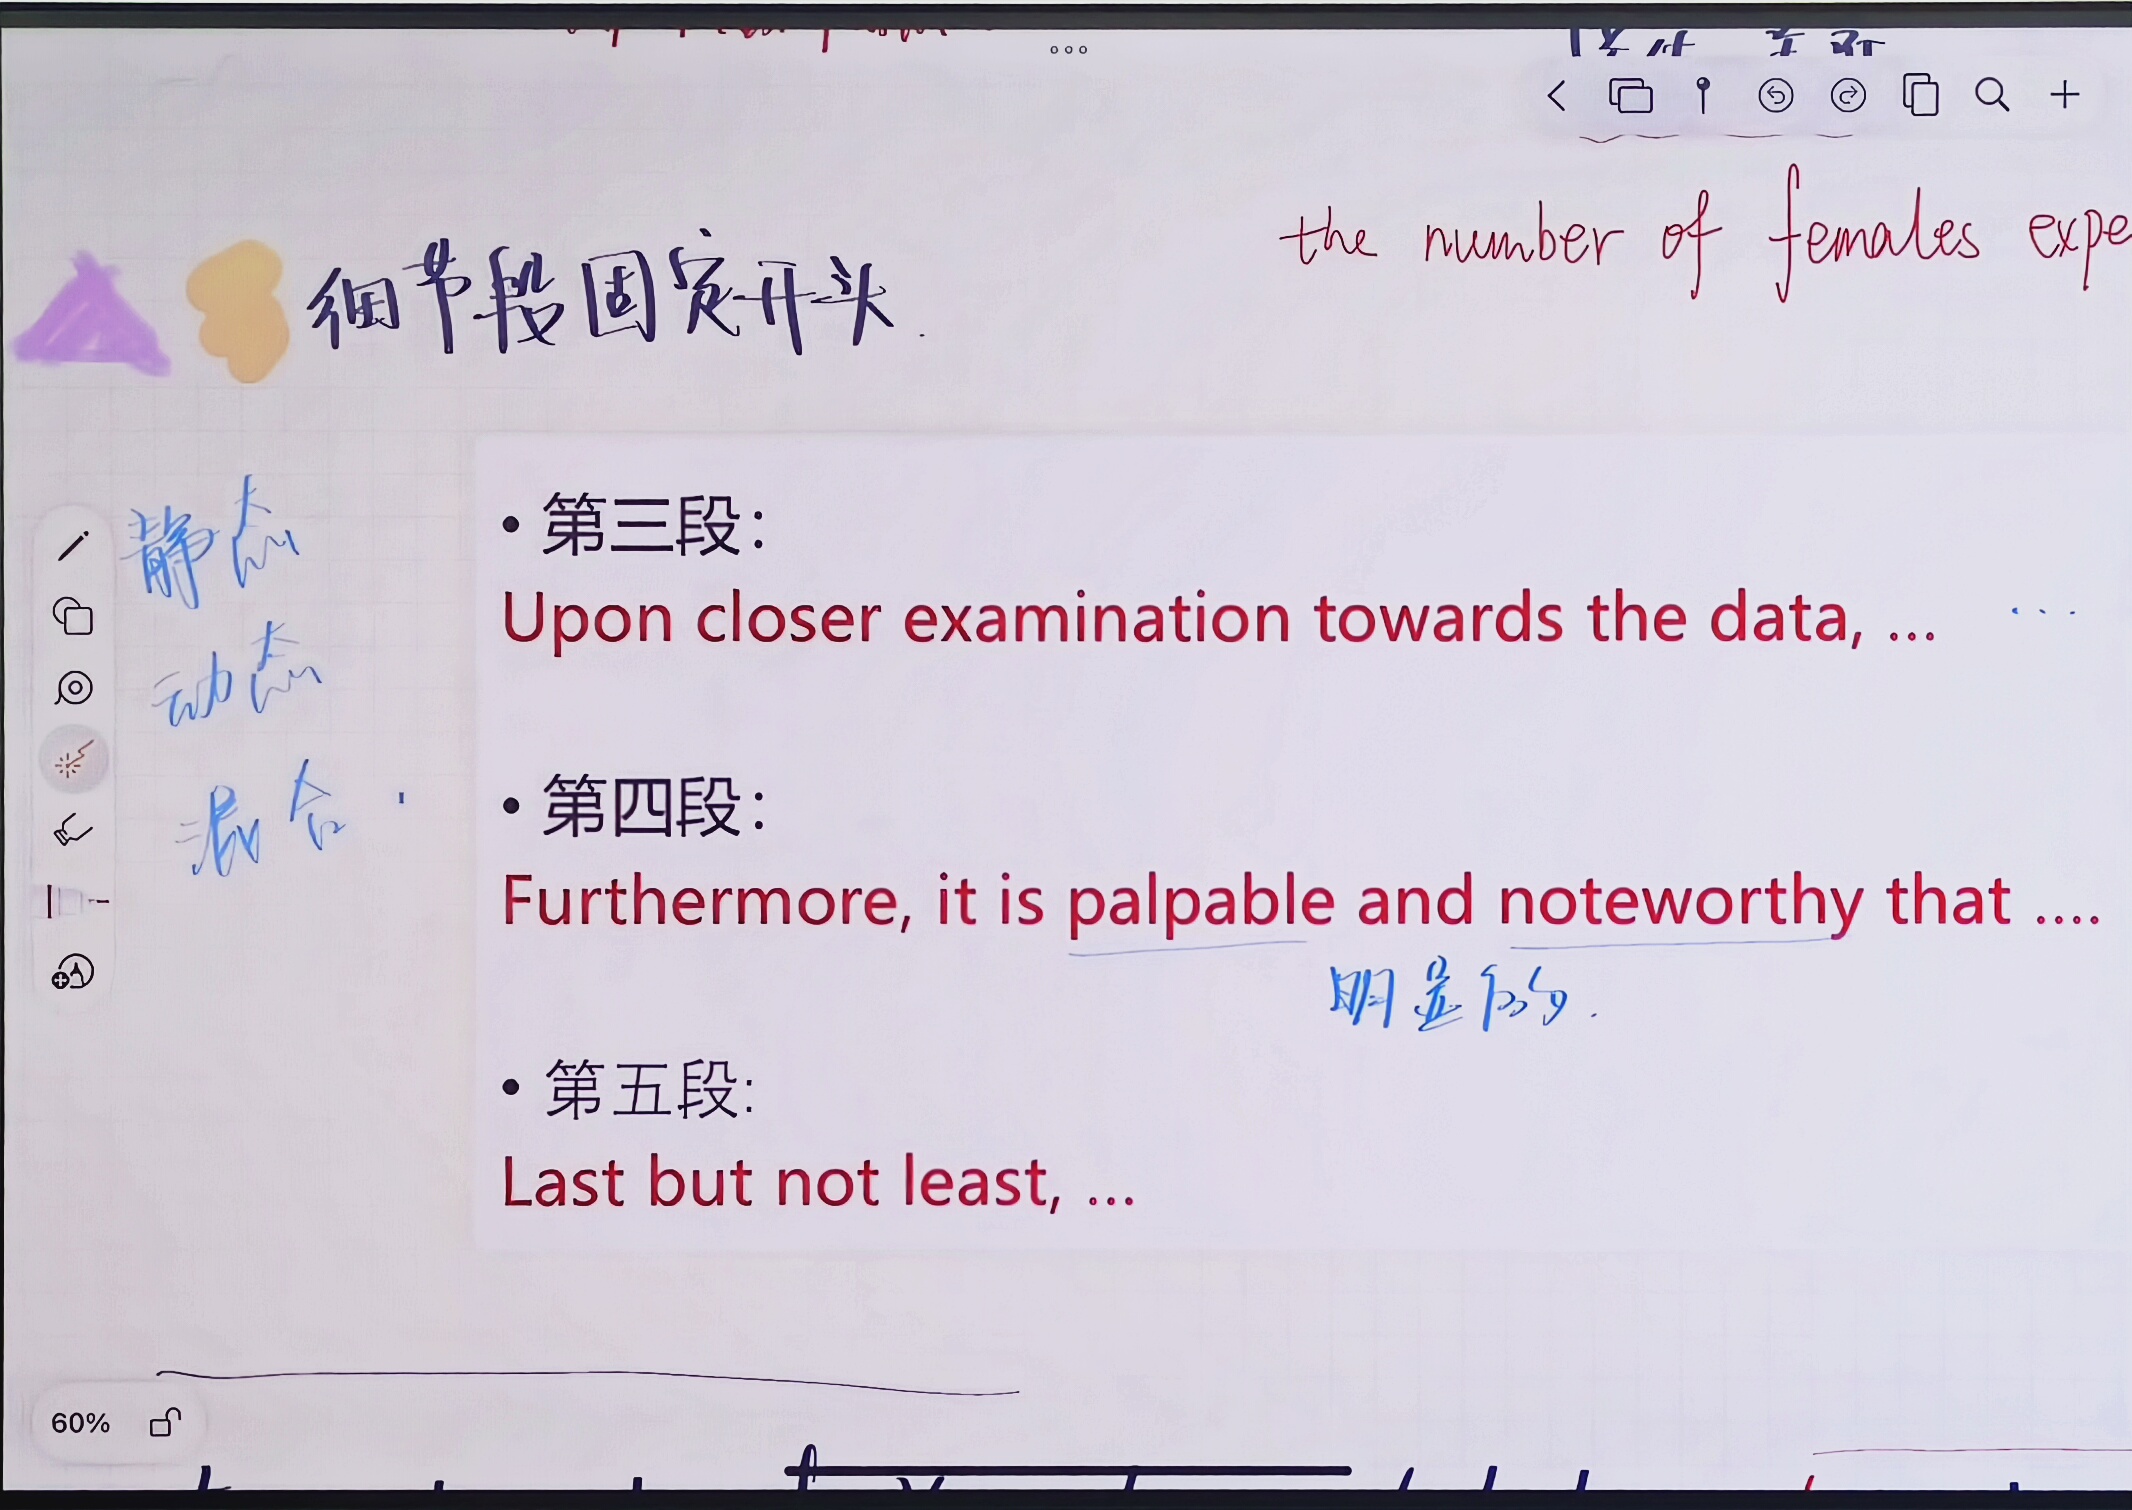 the number of females expe
细节段固定开头.
静态
动态
混合
• 第三段:
Upon closer examination towards the data, ...
• 第四段:
Furthermore, it is palpable and noteworthy that ....
明显的.
• 第五段:
Last but not least, ...
60%